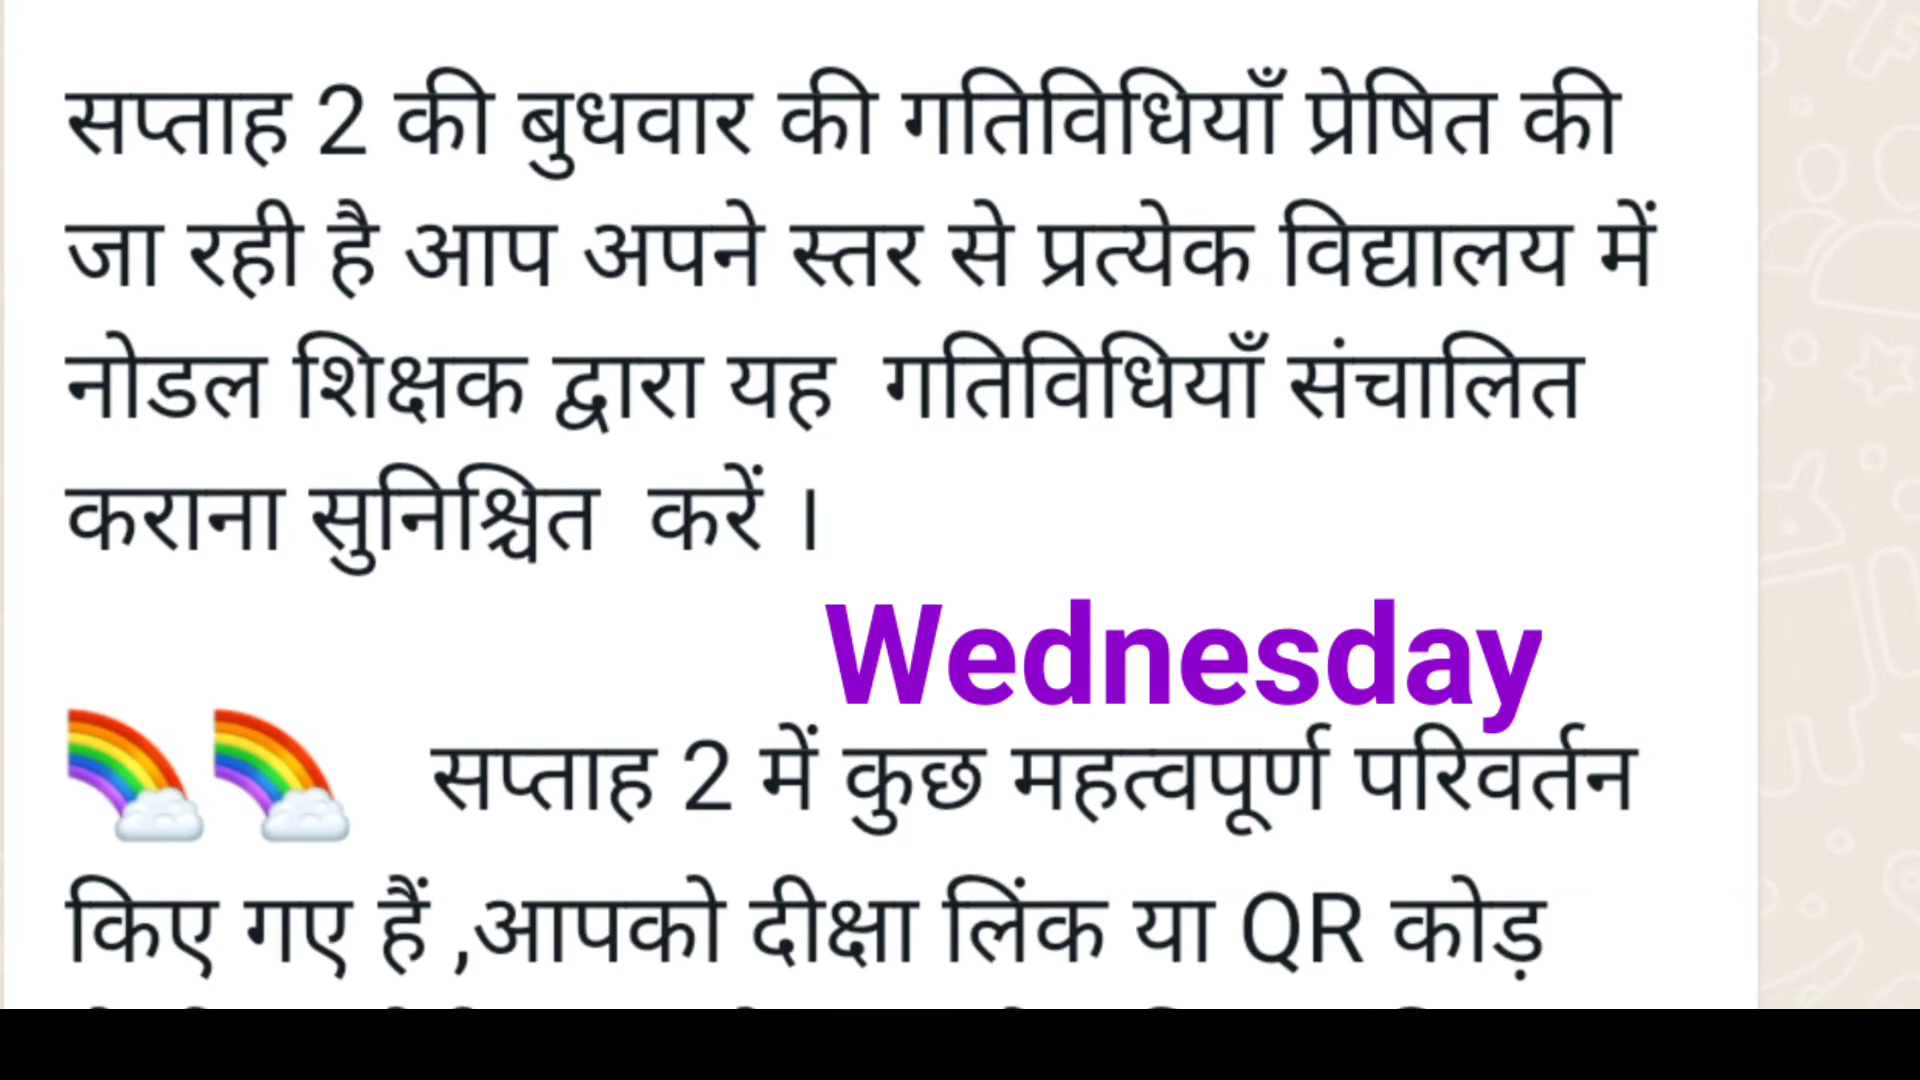 सप्ताह 2 की बुधवार की गतिविधियाँ प्रेषित की
जा रही है आप अपने स्तर से प्रत्येक विद्यालय में
नोडल शिक्षक द्वारा यह गतिविधियाँ संचालित
कराना सुनिश्चित करें ।
Wednesday
सप्ताह 2 में कुछ महत्वपूर्ण परिवर्तन
किए गए हैं ,आपको दीक्षा लिंक या QR कोड़